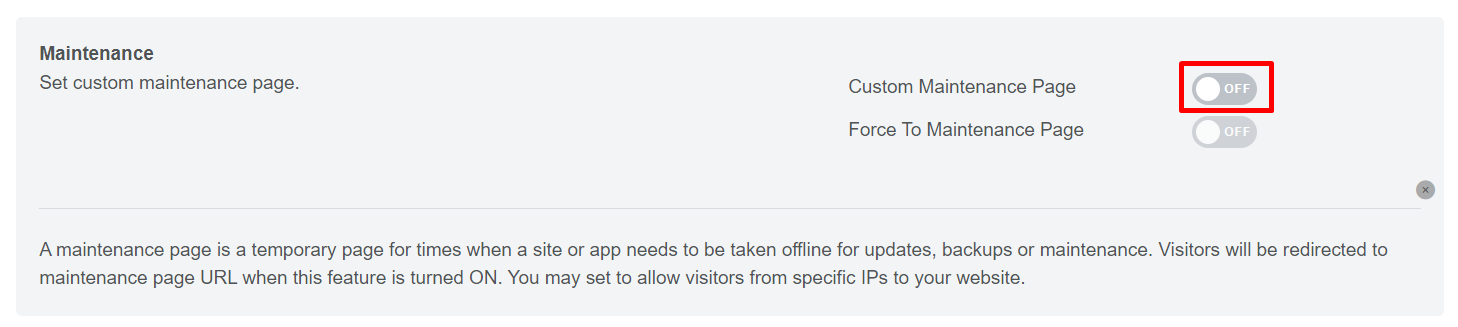 Maintenance
Set custom maintenance page.
Custom Maintenance Page OFF
Force To Maintenance Page OFF
A maintenance page is a temporary page for times when a site or app needs to be taken offline for updates, backups or maintenance. Visitors will be redirected to
maintenance page URL when this feature is turned ON. You may set to allow visitors from specific IPs to your website.